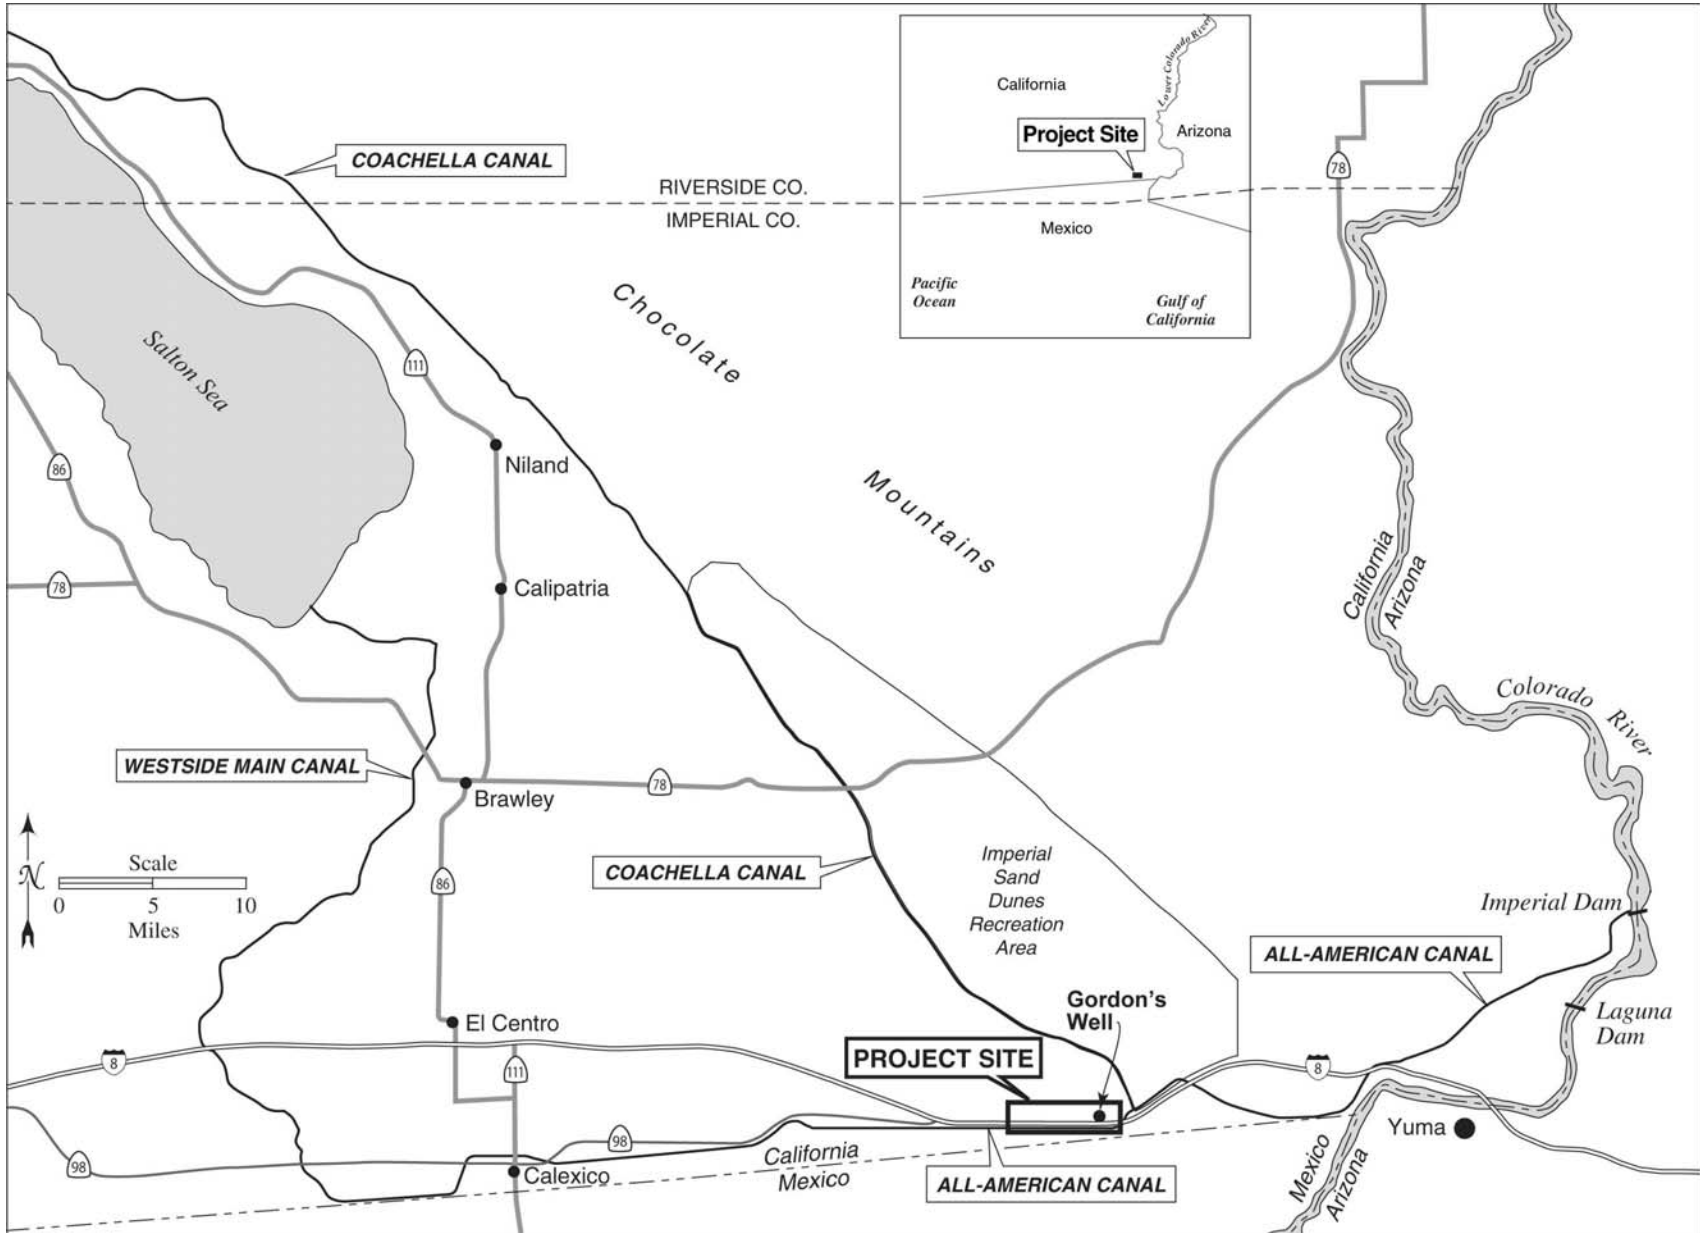 California
Lower Colorado River
Arizona
Project Site
Mexico
Pacific
Ocean
Gulf of
California
COACHELLA CANAL
RIVERSIDE CO.
IMPERIAL CO.
78
Chocolate
Mountains
Salton Sea
111
86
Niland
78
Calipatria
California
Arizona
Colorado River
WESTSIDE MAIN CANAL
78
Brawley
N
Scale
0 5 10
Miles
86
COACHELLA CANAL
Imperial
Sand
Dunes
Recreation
Area
Imperial Dam
ALL-AMERICAN CANAL
Gordon's
Well
Laguna
Dam
El Centro
PROJECT SITE
8
111
8
Yuma
98
98
California
Mexico
Calexico
ALL-AMERICAN CANAL
Mexico
Arizona